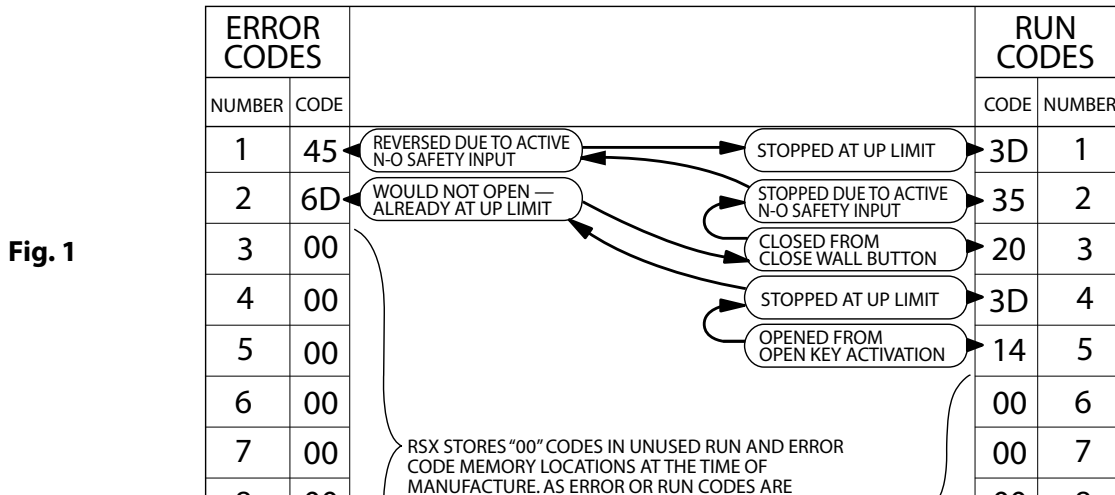 Fig. 1
ERROR
CODES
RUN
CODES
NUMBER CODE
CODE NUMBER
1 45 REVERSED DUE TO ACTIVE
N-O SAFETY INPUT
STOPPED AT UP LIMIT 3D 1
2 6D WOULD NOT OPEN —
ALREADY AT UP LIMIT
STOPPED DUE TO ACTIVE
N-O SAFETY INPUT 35 2
3 00
CLOSED FROM
CLOSE WALL BUTTON 20 3
4 00
STOPPED AT UP LIMIT 3D 4
5 00
OPENED FROM
OPEN KEY ACTIVATION 14 5
6 00
00 6
7 00
00 7
RSX STORES “00” CODES IN UNUSED RUN AND ERROR
CODE MEMORY LOCATIONS AT THE TIME OF
MANUFACTURE. AS ERROR OR RUN CODES ARE